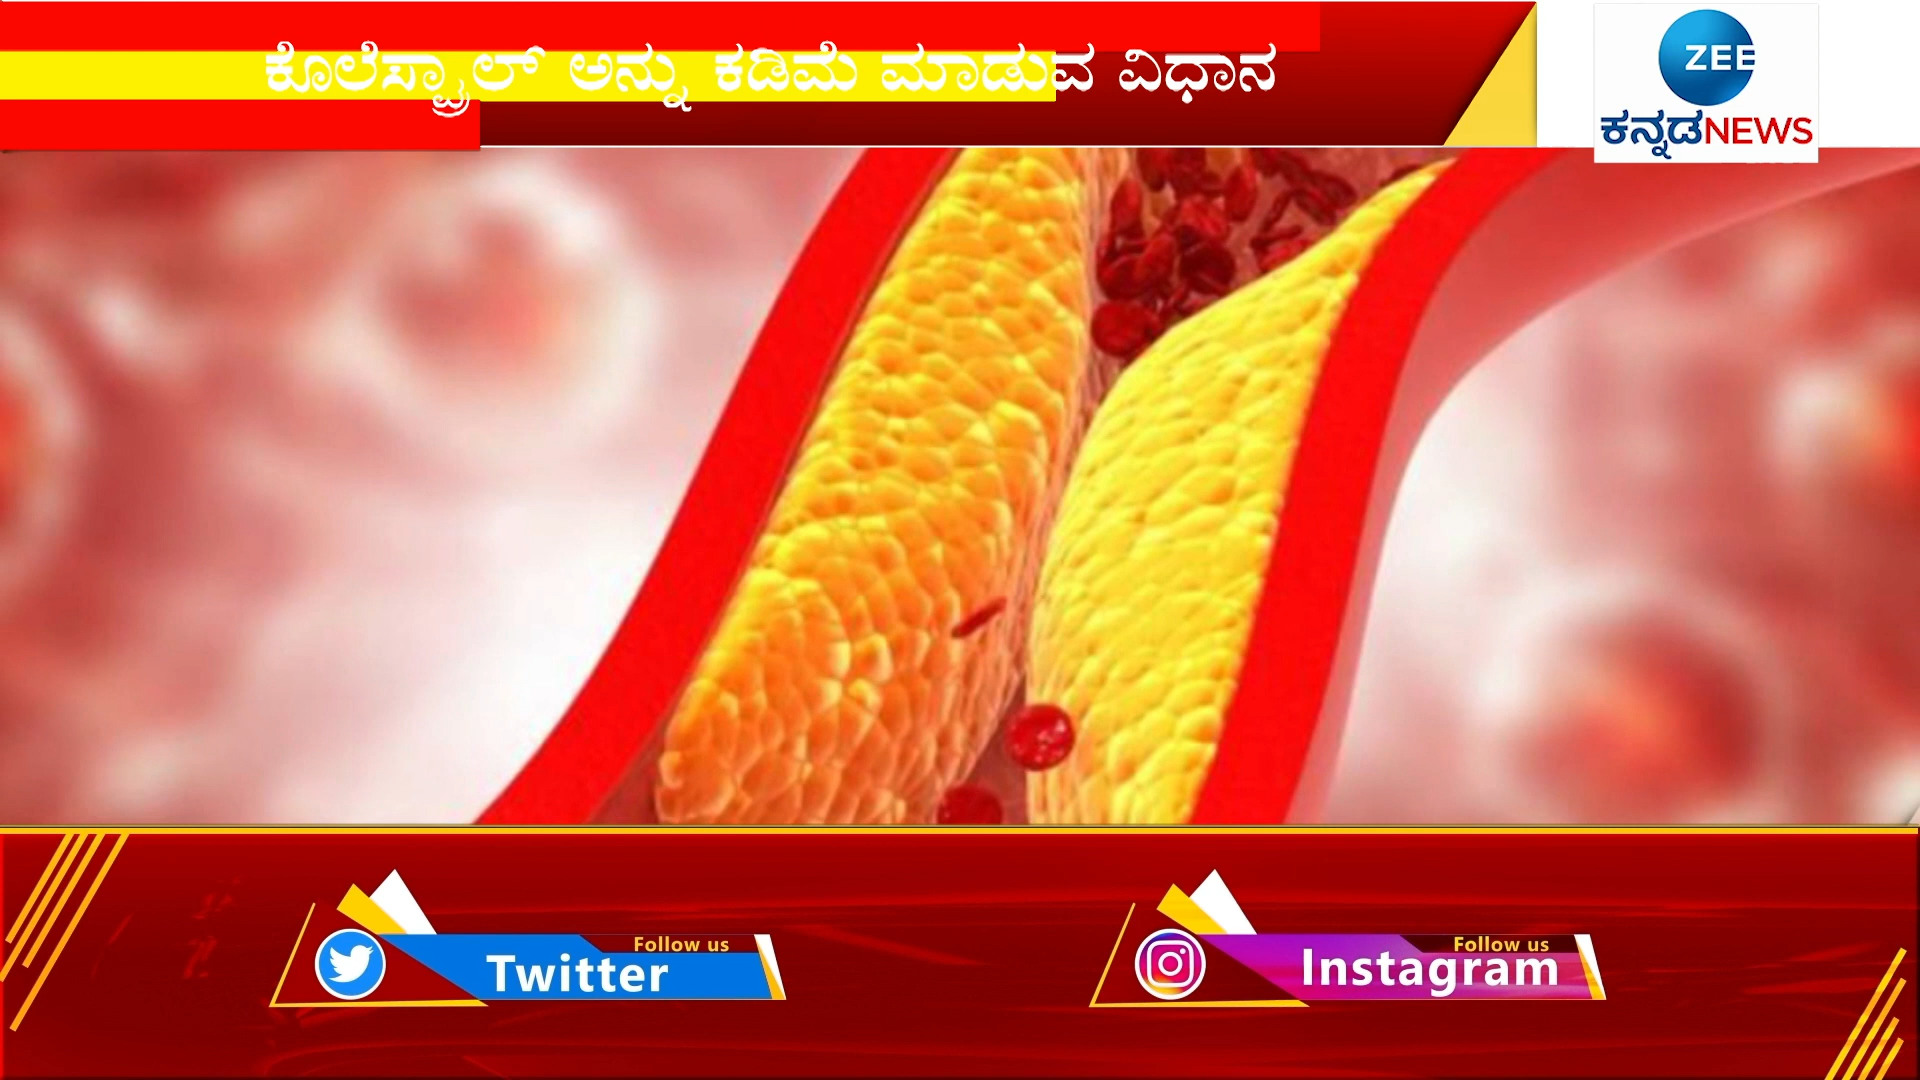 ಕೊಲೆಸ್ಟ್ರಾಲ್ ಅನ್ನು ಕಡಿಮೆ ಮಾಡುವ ವಿಧಾನ
ZEE
ಕನ್ನಡNEWS
Follow us
Twitter
Follow us
Instagram